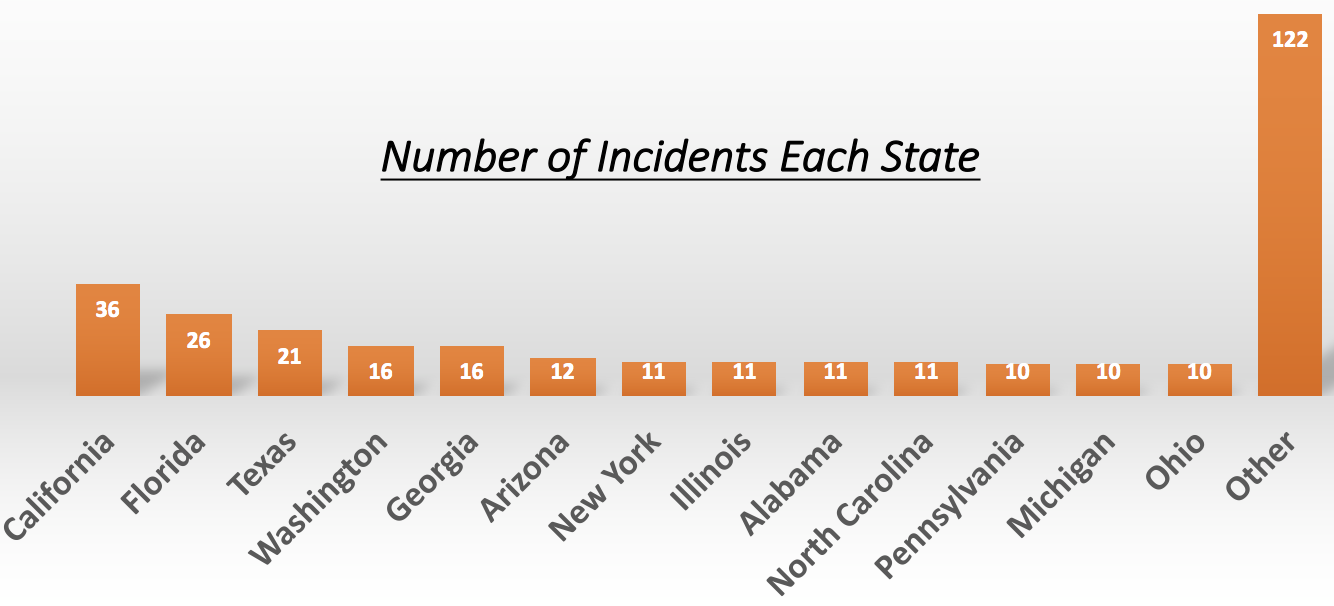 122
Number of Incidents Each State
36
26
21
16
16
12
11
11
11
11
10
10
10
California
Florida
Texas
Washington
Georgia
Arizona
New York
Illinois
Alabama
North Carolina
Pennsylvania
Michigan
Ohio
Other